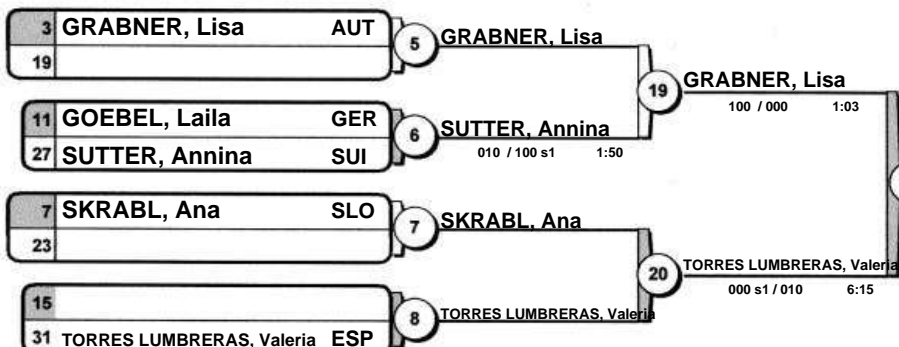 3 GRABNER, Lisa AUT
19
5 GRABNER, Lisa
11 GOEBEL, Laila GER
27 SUTTER, Annina SUI
6 SUTTER, Annina
010 / 100 s1 1:50
19 GRABNER, Lisa
100 / 000 1:03
7 SKRABL, Ana SLO
23
7 SKRABL, Ana
15
31 TORRES LUMBRERAS, Valeria ESP
8 TORRES LUMBRERAS, Valeria
20 TORRES LUMBRERAS, Valeria
000 s1 / 010 6:15